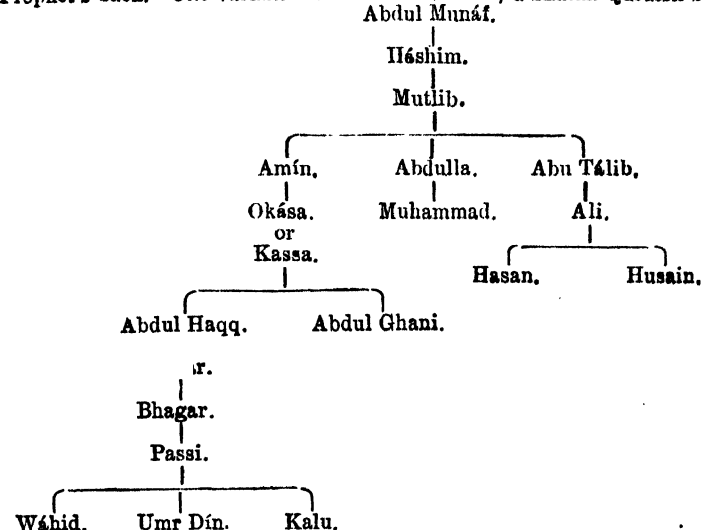 Abdul Munáf.
Háshim.
Mutlib.
Amín. Abdulla. Abu Tálib.
Okása. Muhammad. Ali.
or
Kassa.
Hasan. Husain.
Abdul Haqq. Abdul Ghani.
r.
Bhagar.
Passi.
Wáhid. Umr Dín. Kalu.